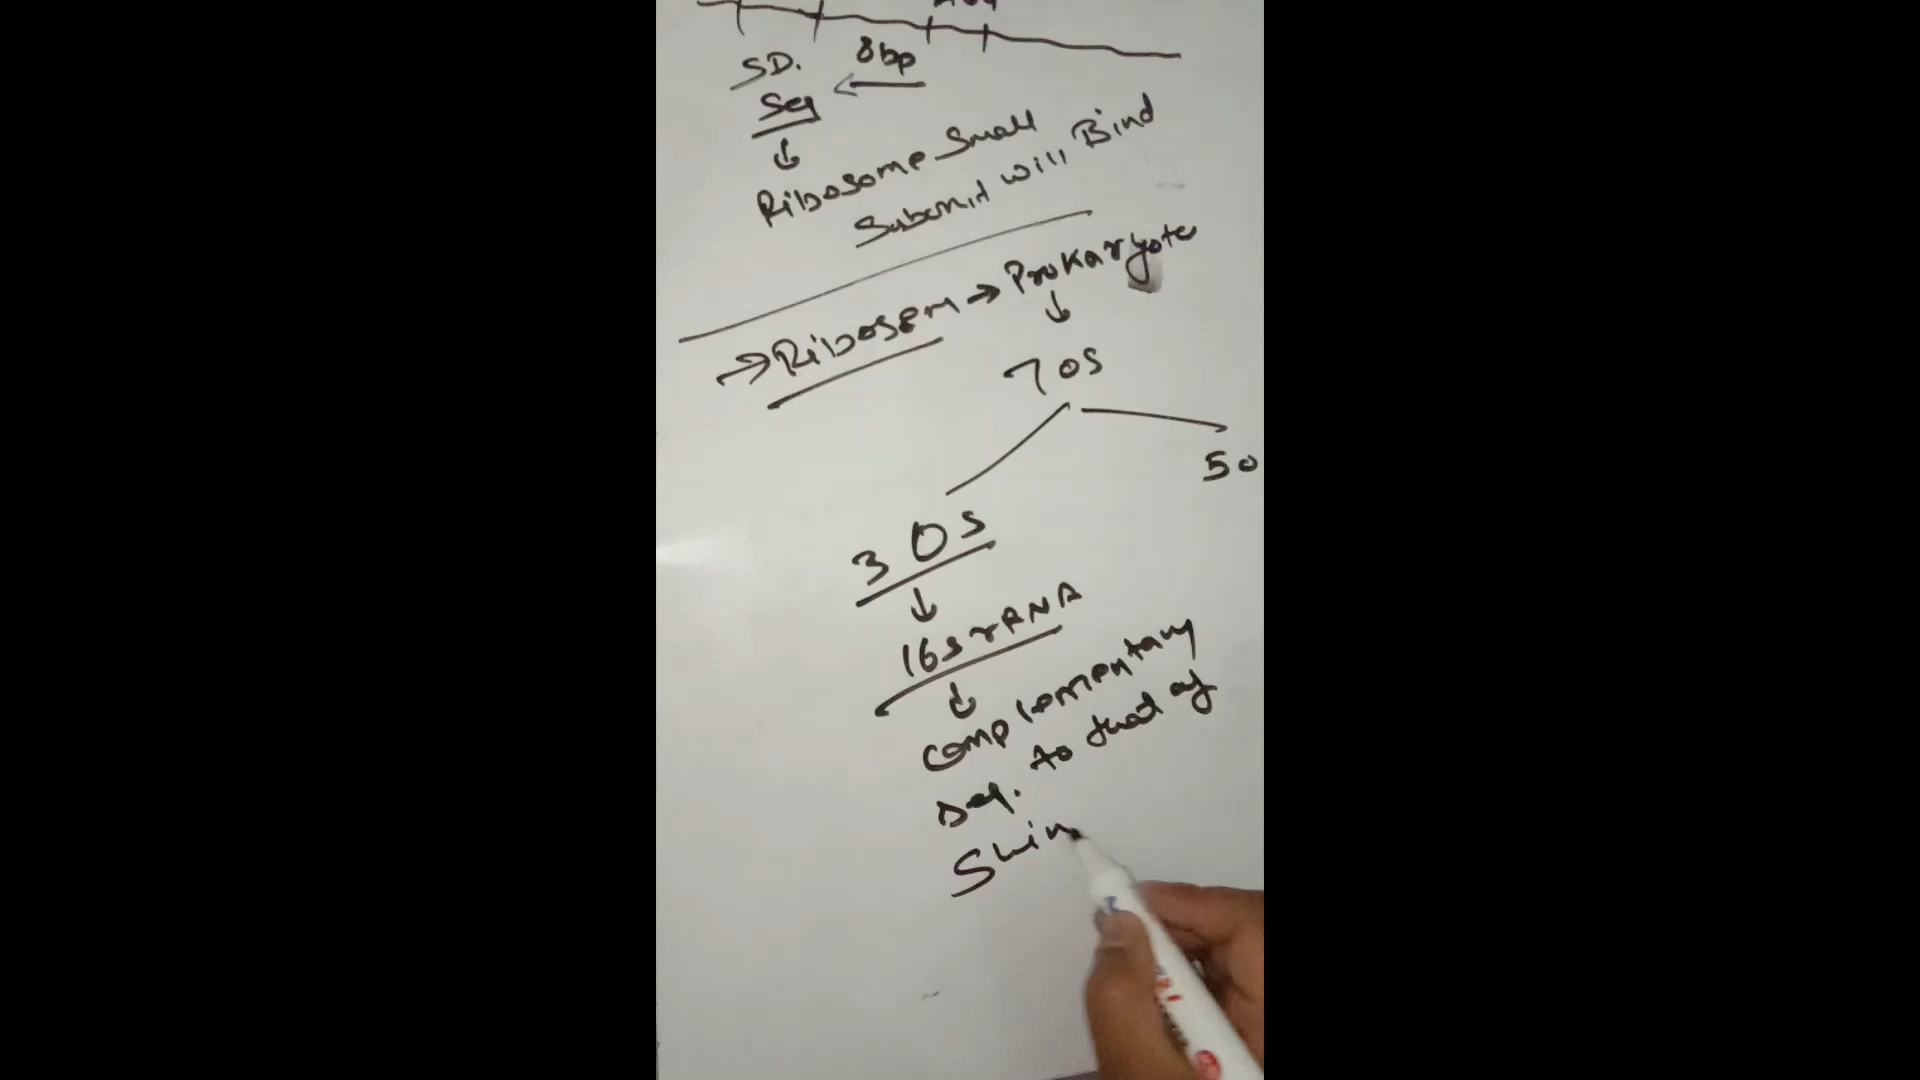 SD. 8bp
Seq
Ribosome Small
Subunit will Bind
→ Ribosem → Prokaryote
70S
50
30S
16s rRNA
complementary
seq. to that of
Shin